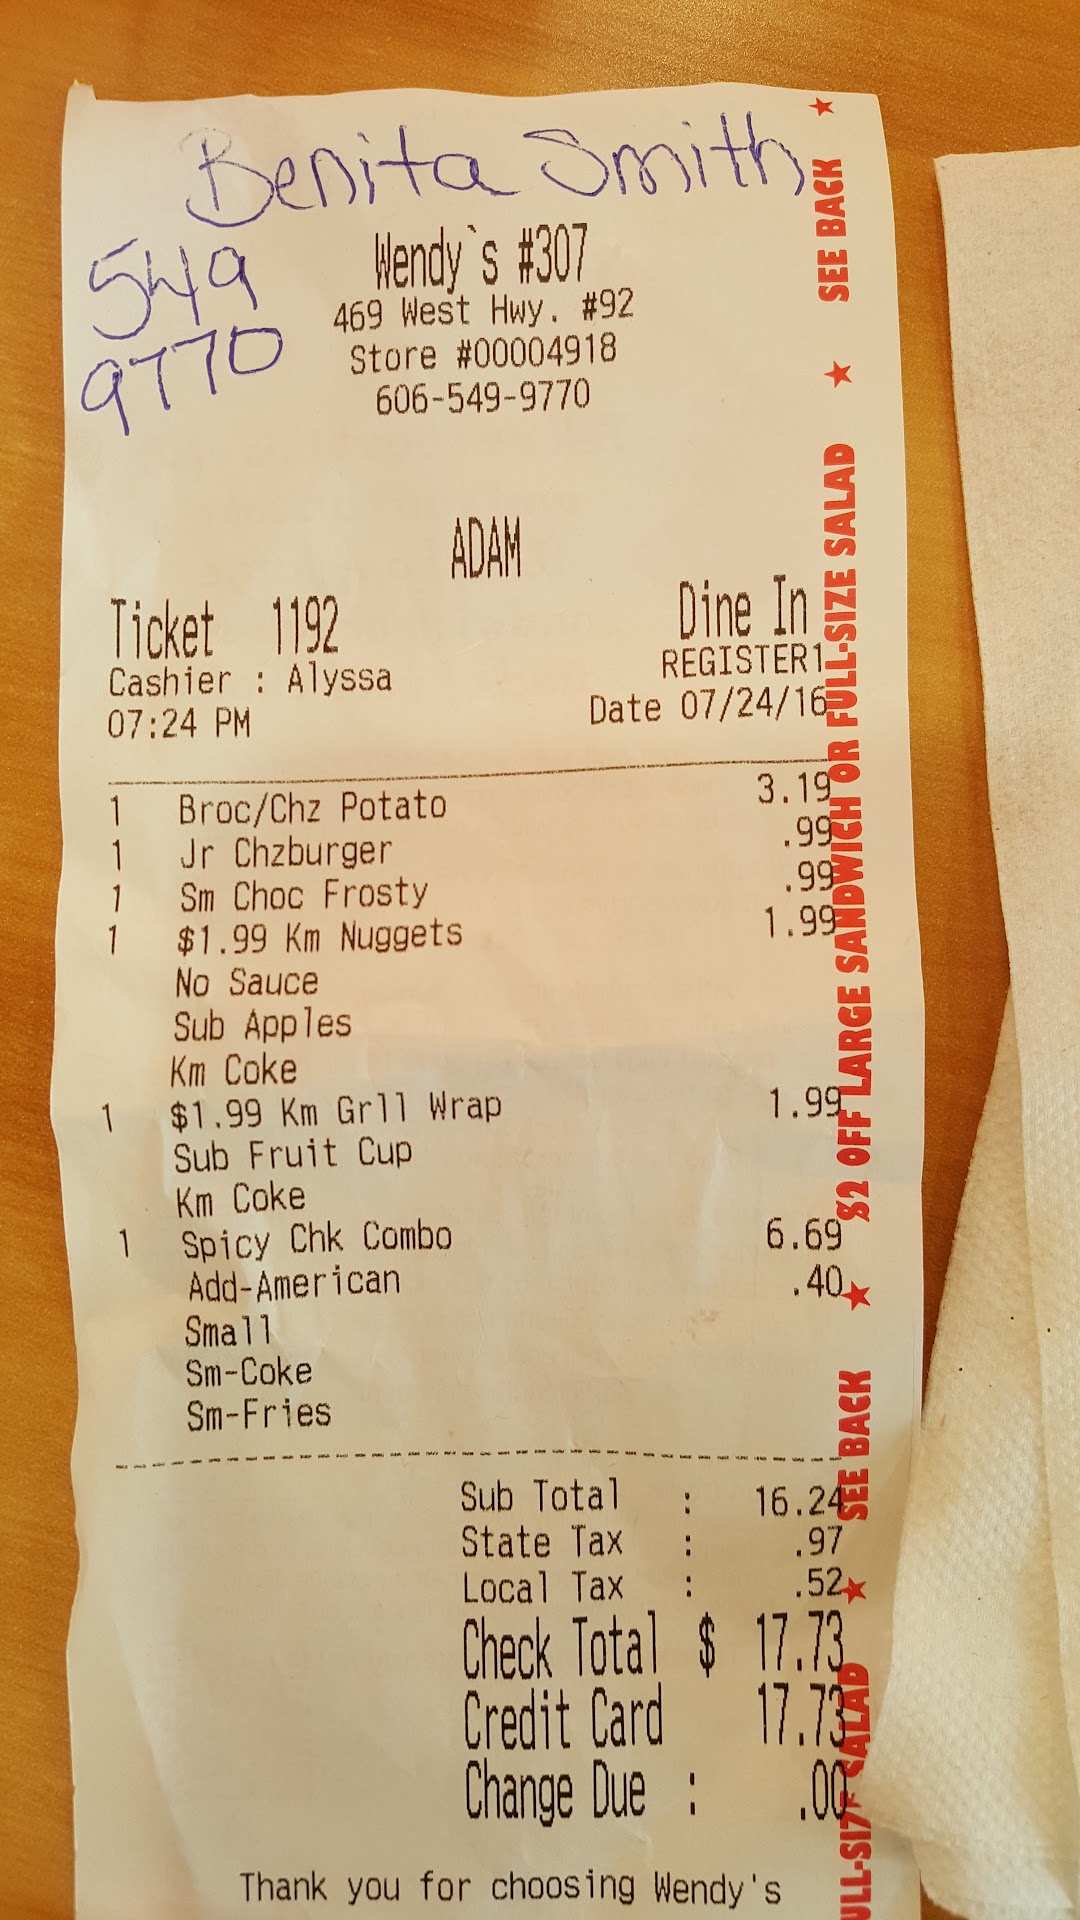 Benita Smith
549
9770
Wendy`s #307
469 West Hwy. #92
Store #00004918
606-549-9770
ADAM
Ticket 1192 Dine In
REGISTER1
Cashier : Alyssa
07:24 PM Date 07/24/16
1 Broc/Chz Potato 3.19
1 Jr Chzburger .99
1 Sm Choc Frosty .99
1 $1.99 Km Nuggets 1.99
No Sauce
Sub Apples
Km Coke
1 $1.99 Km Grll Wrap 1.99
Sub Fruit Cup
Km Coke
1 Spicy Chk Combo 6.69
Add-American .40
Small
Sm-Coke
Sm-Fries
Sub Total : 16.24
State Tax : .97
Local Tax : .52
Check Total $ 17.73
Credit Card 17.73
Change Due : .00
Thank you for choosing Wendy's
ULL-SIZE SALAD ★ SEE BACK ★ $2 OFF LARGE SANDWICH OR FULL-SIZE SALAD ★ SEE BACK ★